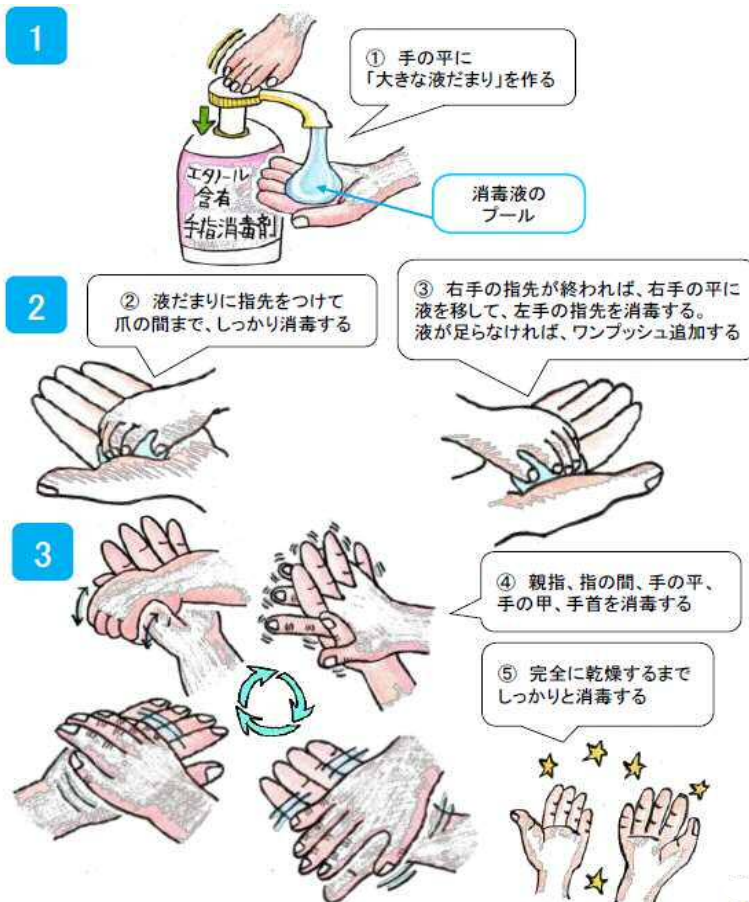 1
① 手の平に
「大きな液だまり」を作る
エタノール
含有
手指消毒剤
消毒液の
プール
2
② 液だまりに指先をつけて
爪の間まで、しっかり消毒する
③ 右手の指先が終われば、右手の平に
液を移して、左手の指先を消毒する。
液が足らなければ、ワンプッシュ追加する
3
④ 親指、指の間、手の平、
手の甲、手首を消毒する
⑤ 完全に乾燥するまで
しっかりと消毒する